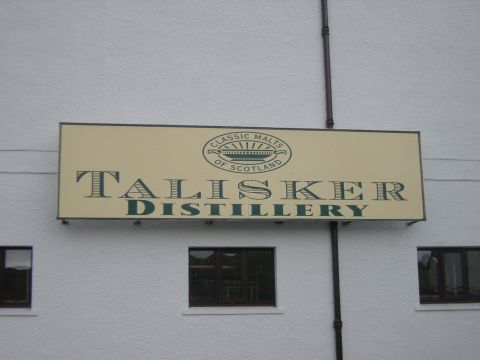 CLASSIC MALTS
OF SCOTLAND
TALISKER
DISTILLERY